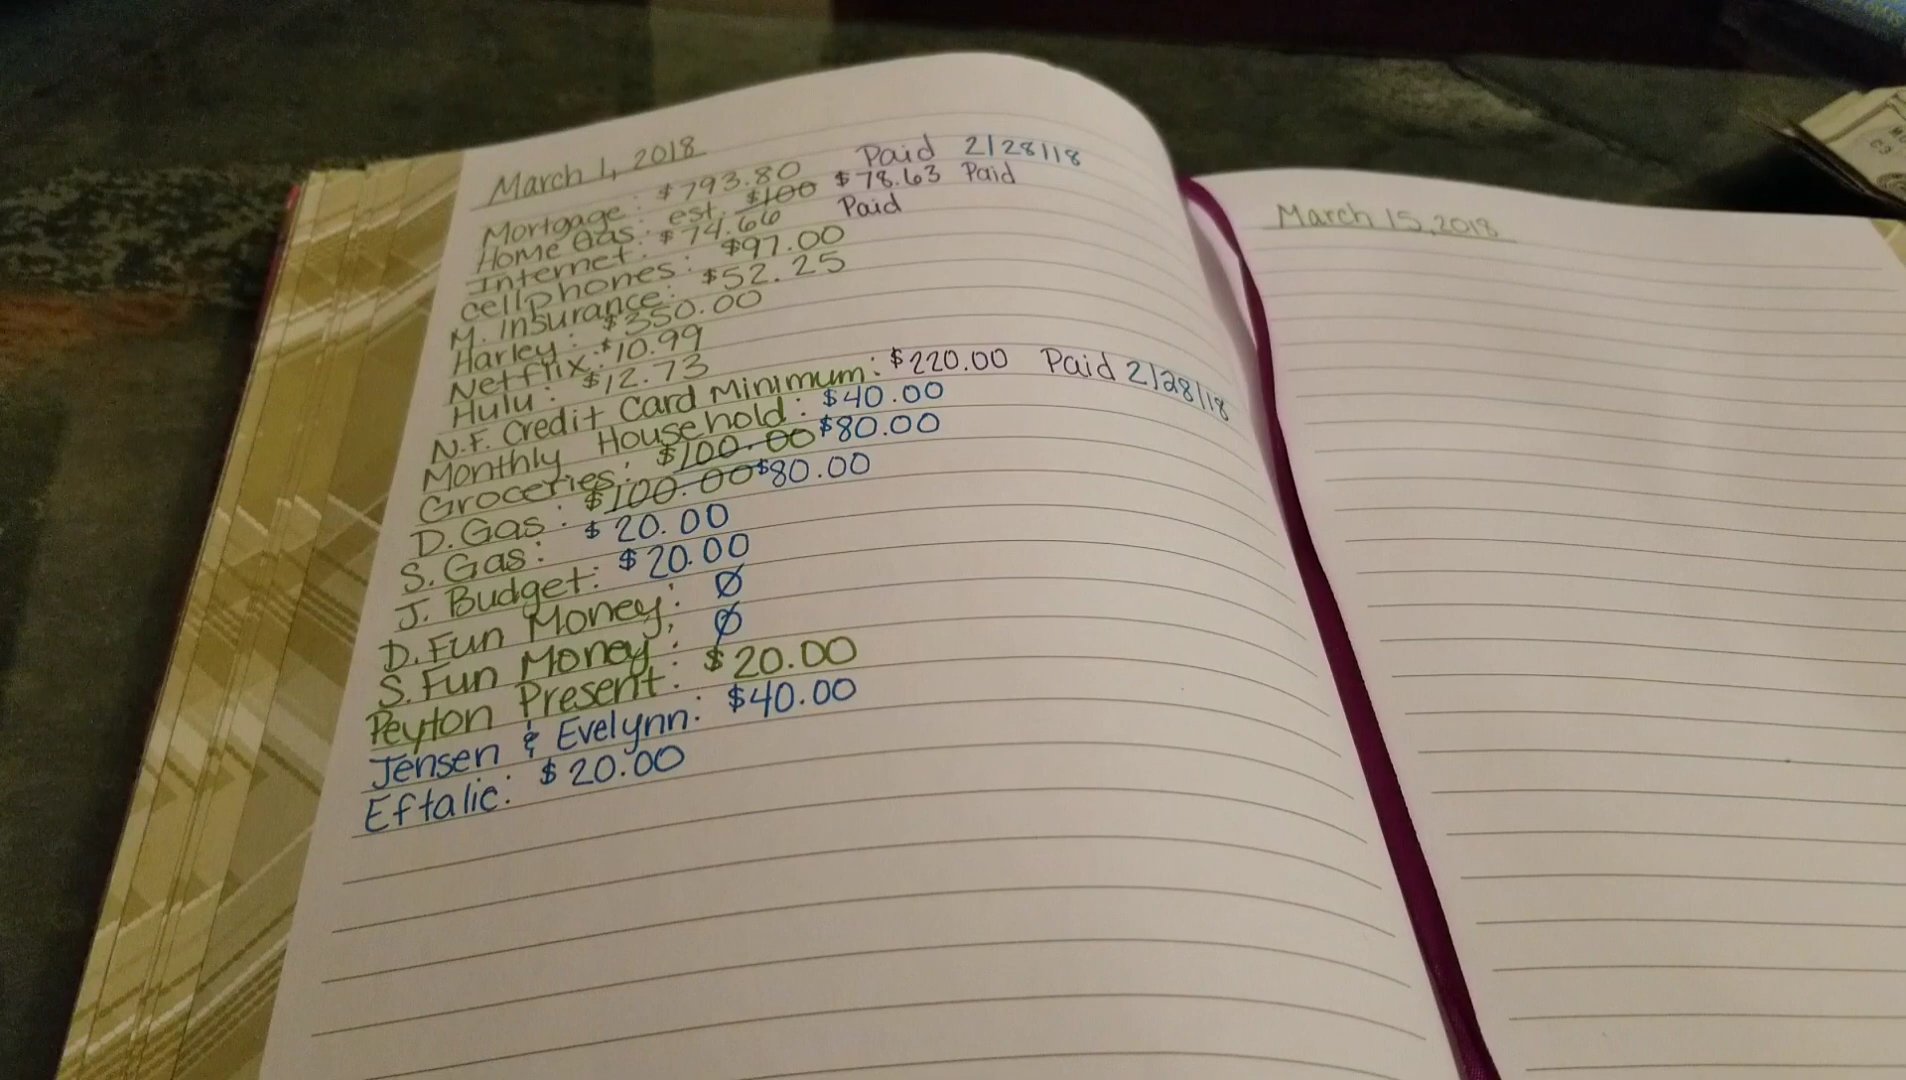 March 1, 2018
Mortgage: $793.80 Paid 2/28/18
Home Gas: est. $100 $78.63 Paid
Internet: $74.66 Paid
cellphones: $97.00
M. insurance: $52.25
Harley: $350.00
Netflix: $10.99
Hulu: $12.73
N.F. Credit Card Minimum: $220.00 Paid 2/28/18
Monthly Household: $40.00
Groceries: $100.00 $80.00
D. Gas: $100.00 $80.00
S. Gas: $20.00
J. Budget: $20.00
D. Fun Money: Ø
S. Fun Money: Ø
Peyton Present: $20.00
Jensen & Evelynn: $40.00
Eftalie: $20.00
March 15, 2018